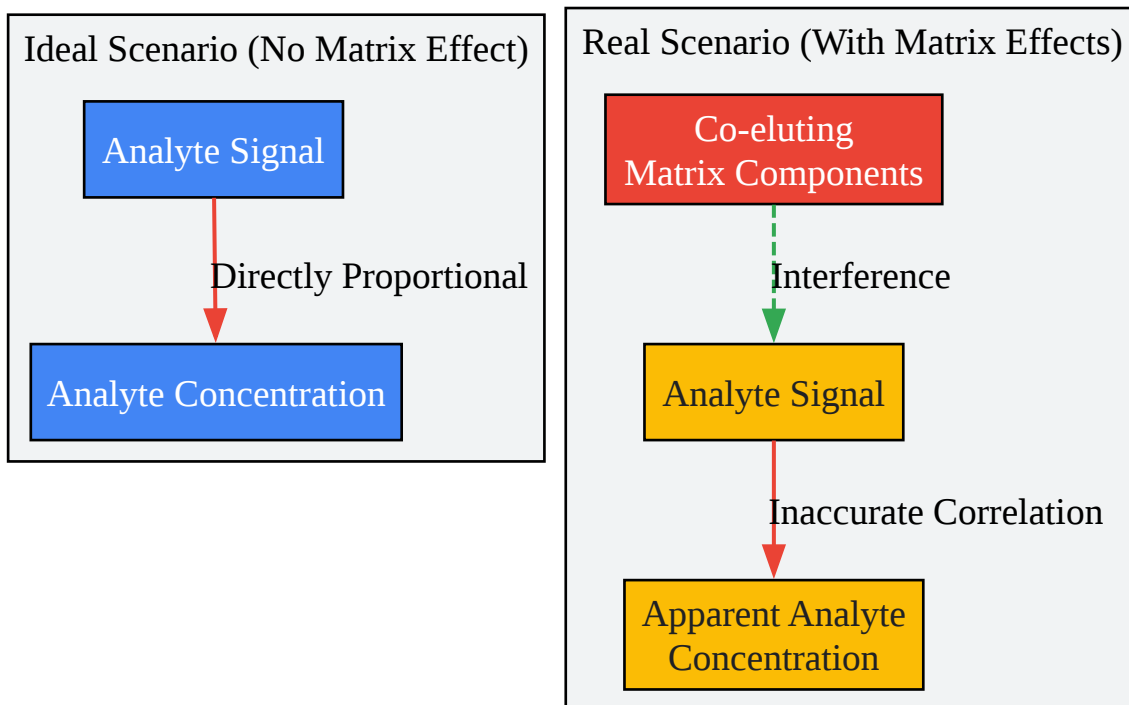 Ideal Scenario (No Matrix Effect)
Analyte Signal
Directly Proportional
Analyte Concentration
Real Scenario (With Matrix Effects)
Co-eluting
Matrix Components
Interference
Analyte Signal
Inaccurate Correlation
Apparent Analyte
Concentration